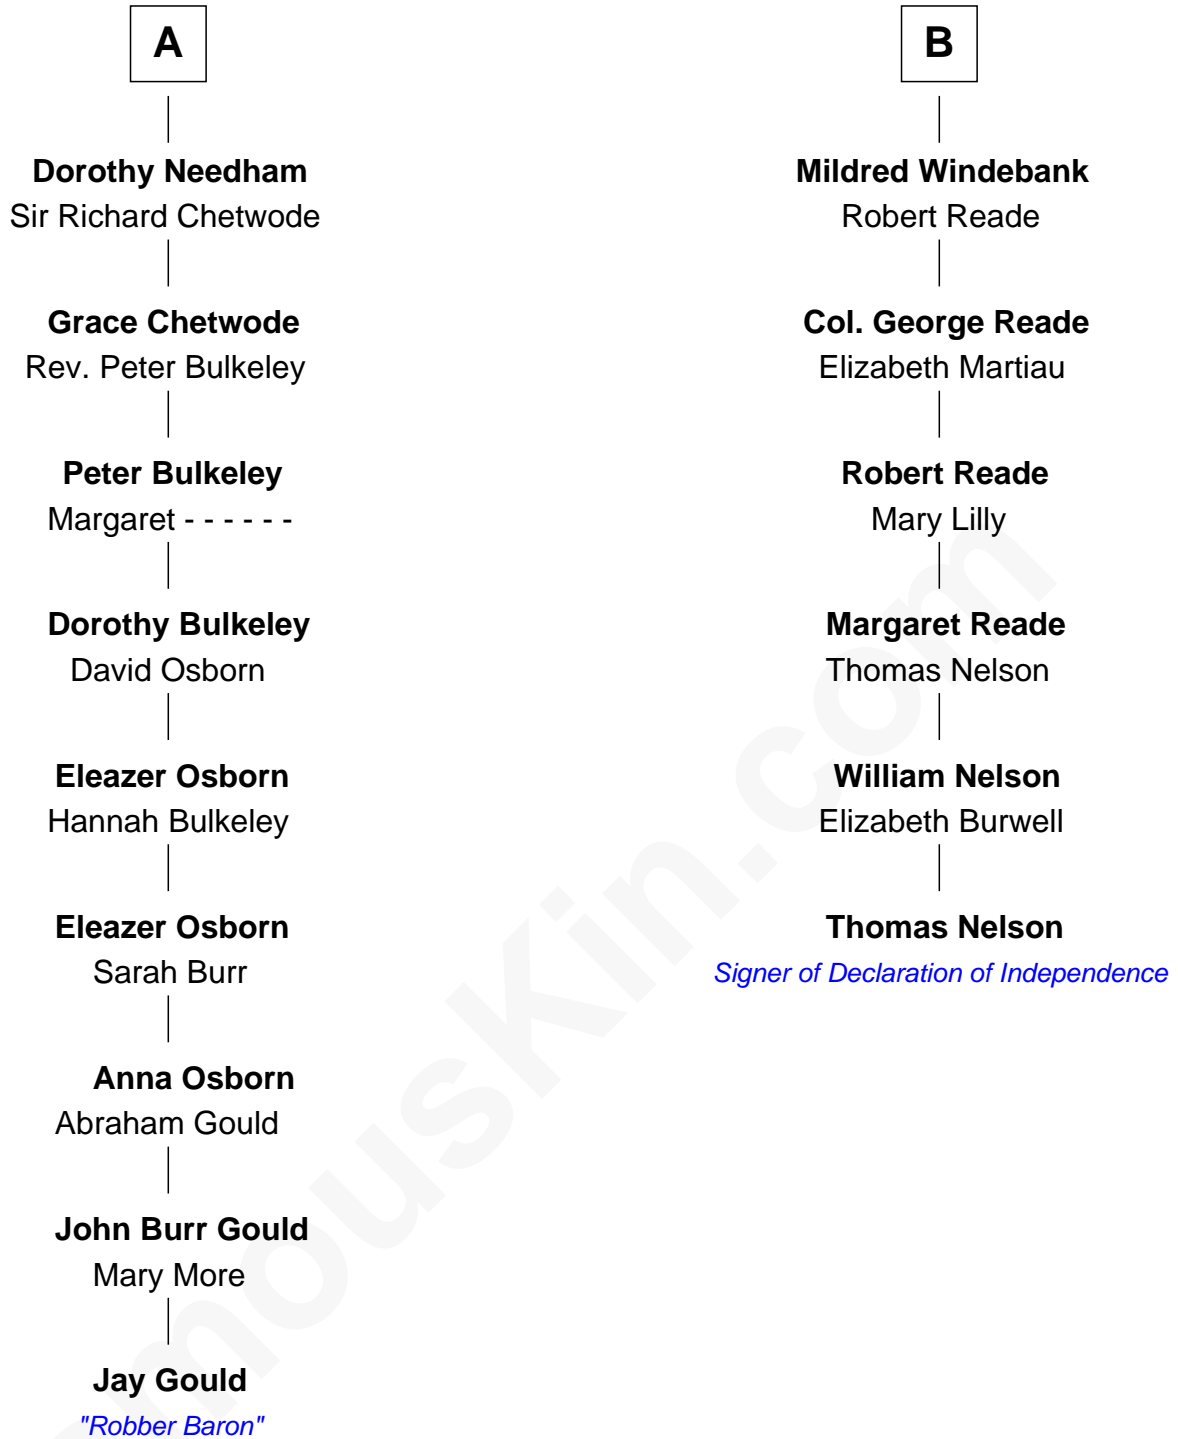 A
Dorothy Needham
Sir Richard Chetwode
Grace Chetwode
Rev. Peter Bulkeley
Peter Bulkeley
Margaret - - - - - -
Dorothy Bulkeley
David Osborn
Eleazer Osborn
Hannah Bulkeley
Eleazer Osborn
Sarah Burr
Anna Osborn
Abraham Gould
John Burr Gould
Mary More
Jay Gould
"Robber Baron"
B
Mildred Windebank
Robert Reade
Col. George Reade
Elizabeth Martiau
Robert Reade
Mary Lilly
Margaret Reade
Thomas Nelson
William Nelson
Elizabeth Burwell
Thomas Nelson
Signer of Declaration of Independence
mousKin.com